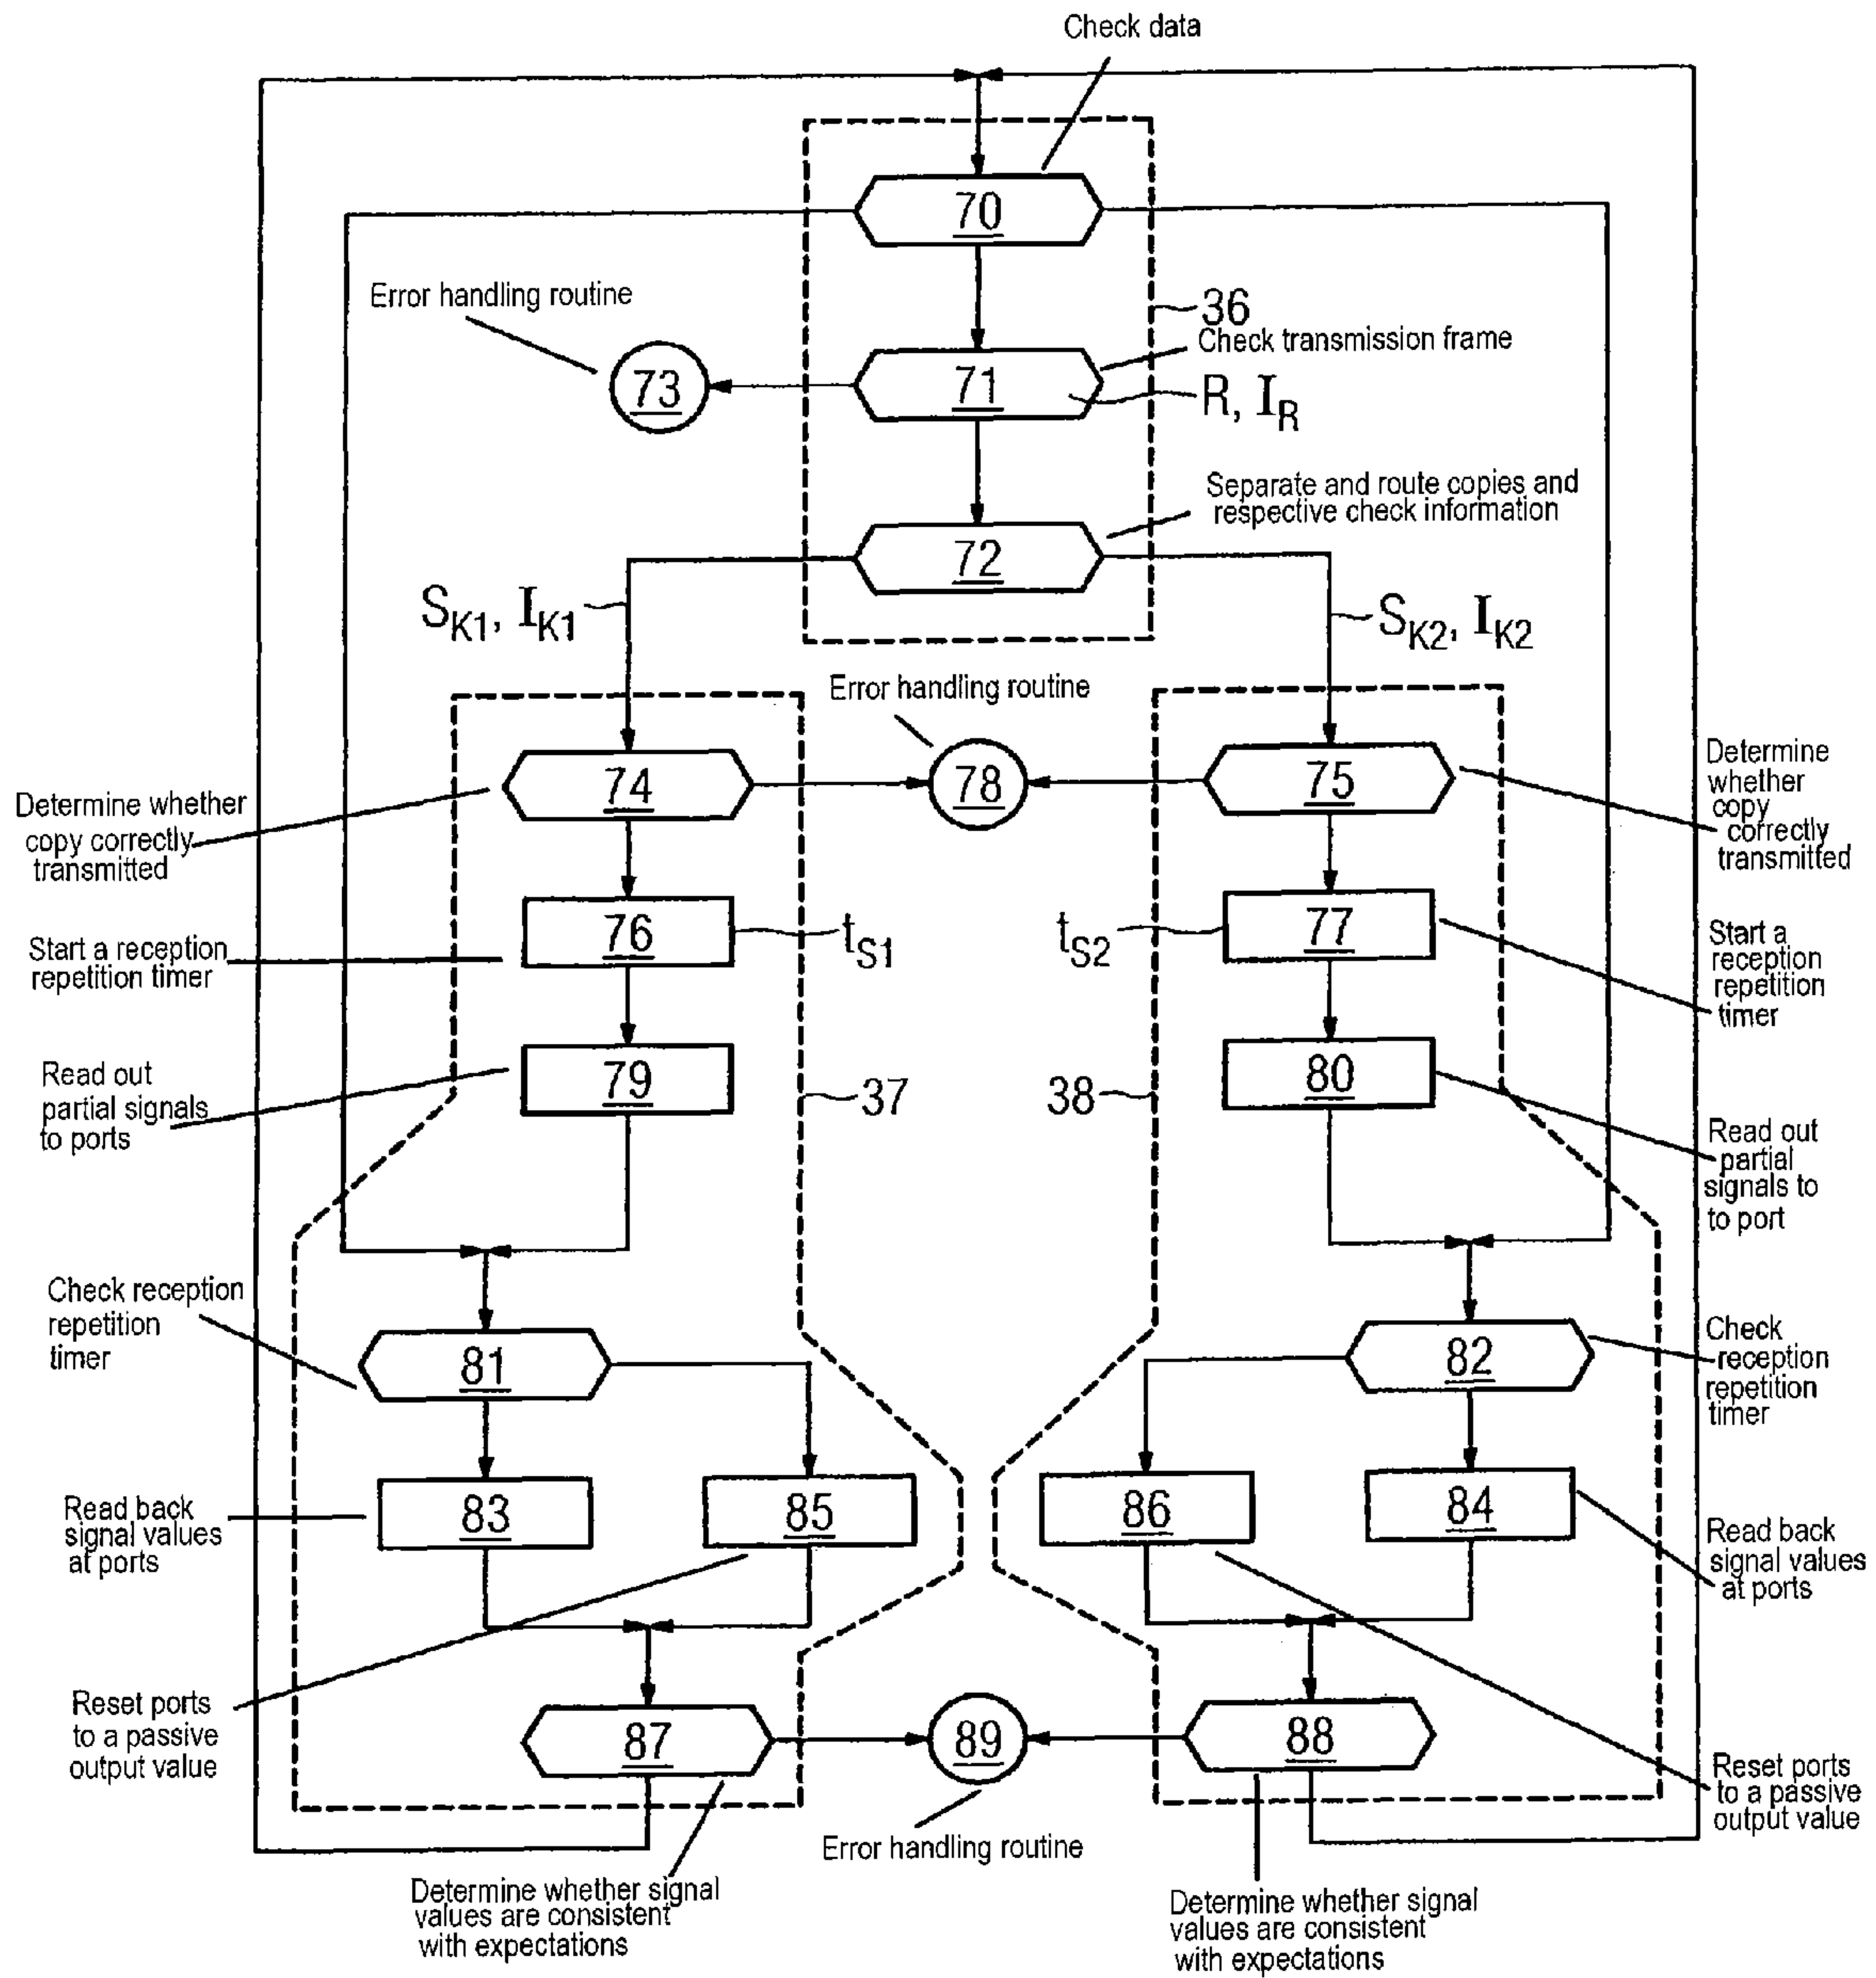 Check data
70
Error handling routine
36
Check transmission frame
73
71
R, I_R
Separate and route copies and
respective check information
72
S_K1, I_K1
S_K2, I_K2
Error handling routine
74
78
75
Determine whether
copy correctly
transmitted
Determine
whether
copy
correctly
transmitted
76
t_S1
t_S2
77
Start a reception
repetition timer
Start a
reception
repetition
timer
79
80
Read out
partial signals
to ports
37
38
Read out
partial
signals to
to port
Check reception
repetition
timer
81
82
Check
reception
repetition
timer
83
85
86
84
Read back
signal values
at ports
Read back
signal values
at ports
Reset ports
to a passive
output value
87
89
88
Reset ports
to a passive
output value
Error handling routine
Determine whether signal
values are consistent
with expectations
Determine whether signal
values are consistent
with expectations